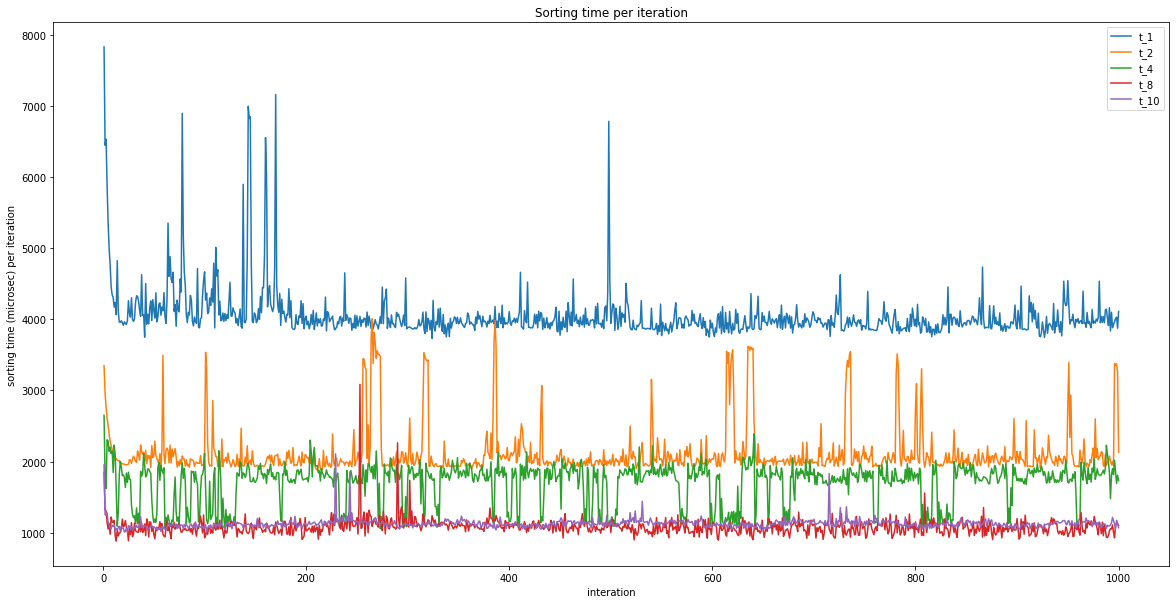 Sorting time per iteration
8000
7000
6000
5000
4000
3000
2000
1000
sorting time (microsec) per iteration
0
200
400
600
800
1000
interation
t_1
t_2
t_4
t_8
t_10